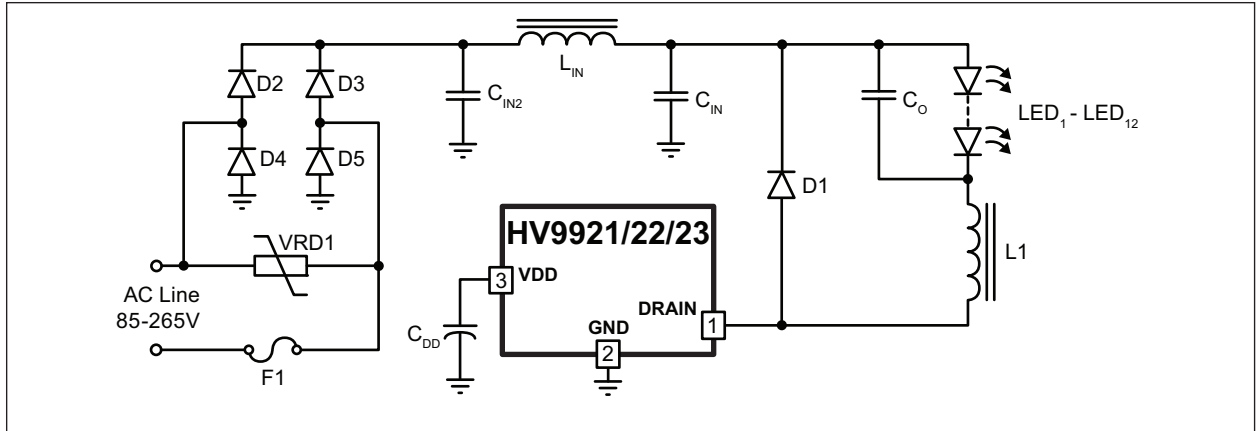 L_IN
D2
D3
C_IN2
C_IN
C_O
LED_1 - LED_12
D4
D5
D1
HV9921/22/23
VRD1
3
VDD
L1
AC Line
85-265V
DRAIN
1
C_DD
GND
2
F1